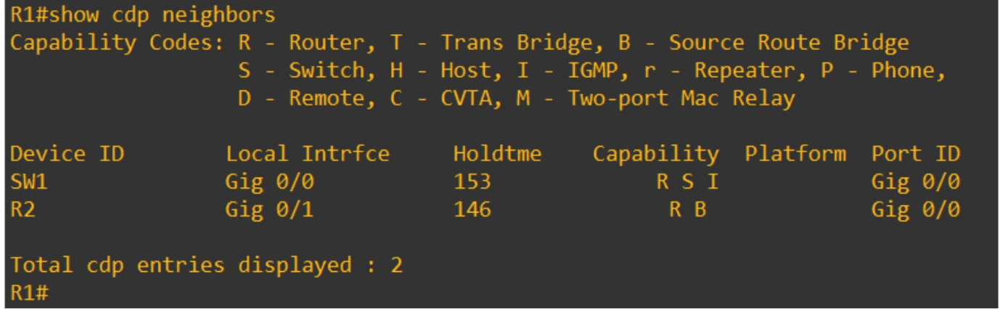 R1#show cdp neighbors
Capability Codes: R - Router, T - Trans Bridge, B - Source Route Bridge
                  S - Switch, H - Host, I - IGMP, r - Repeater, P - Phone,
                  D - Remote, C - CVTA, M - Two-port Mac Relay

Device ID        Local Intrfce     Holdtme    Capability  Platform  Port ID
SW1              Gig 0/0           153             R S I            Gig 0/0
R2               Gig 0/1           146              R B             Gig 0/0

Total cdp entries displayed : 2
R1#